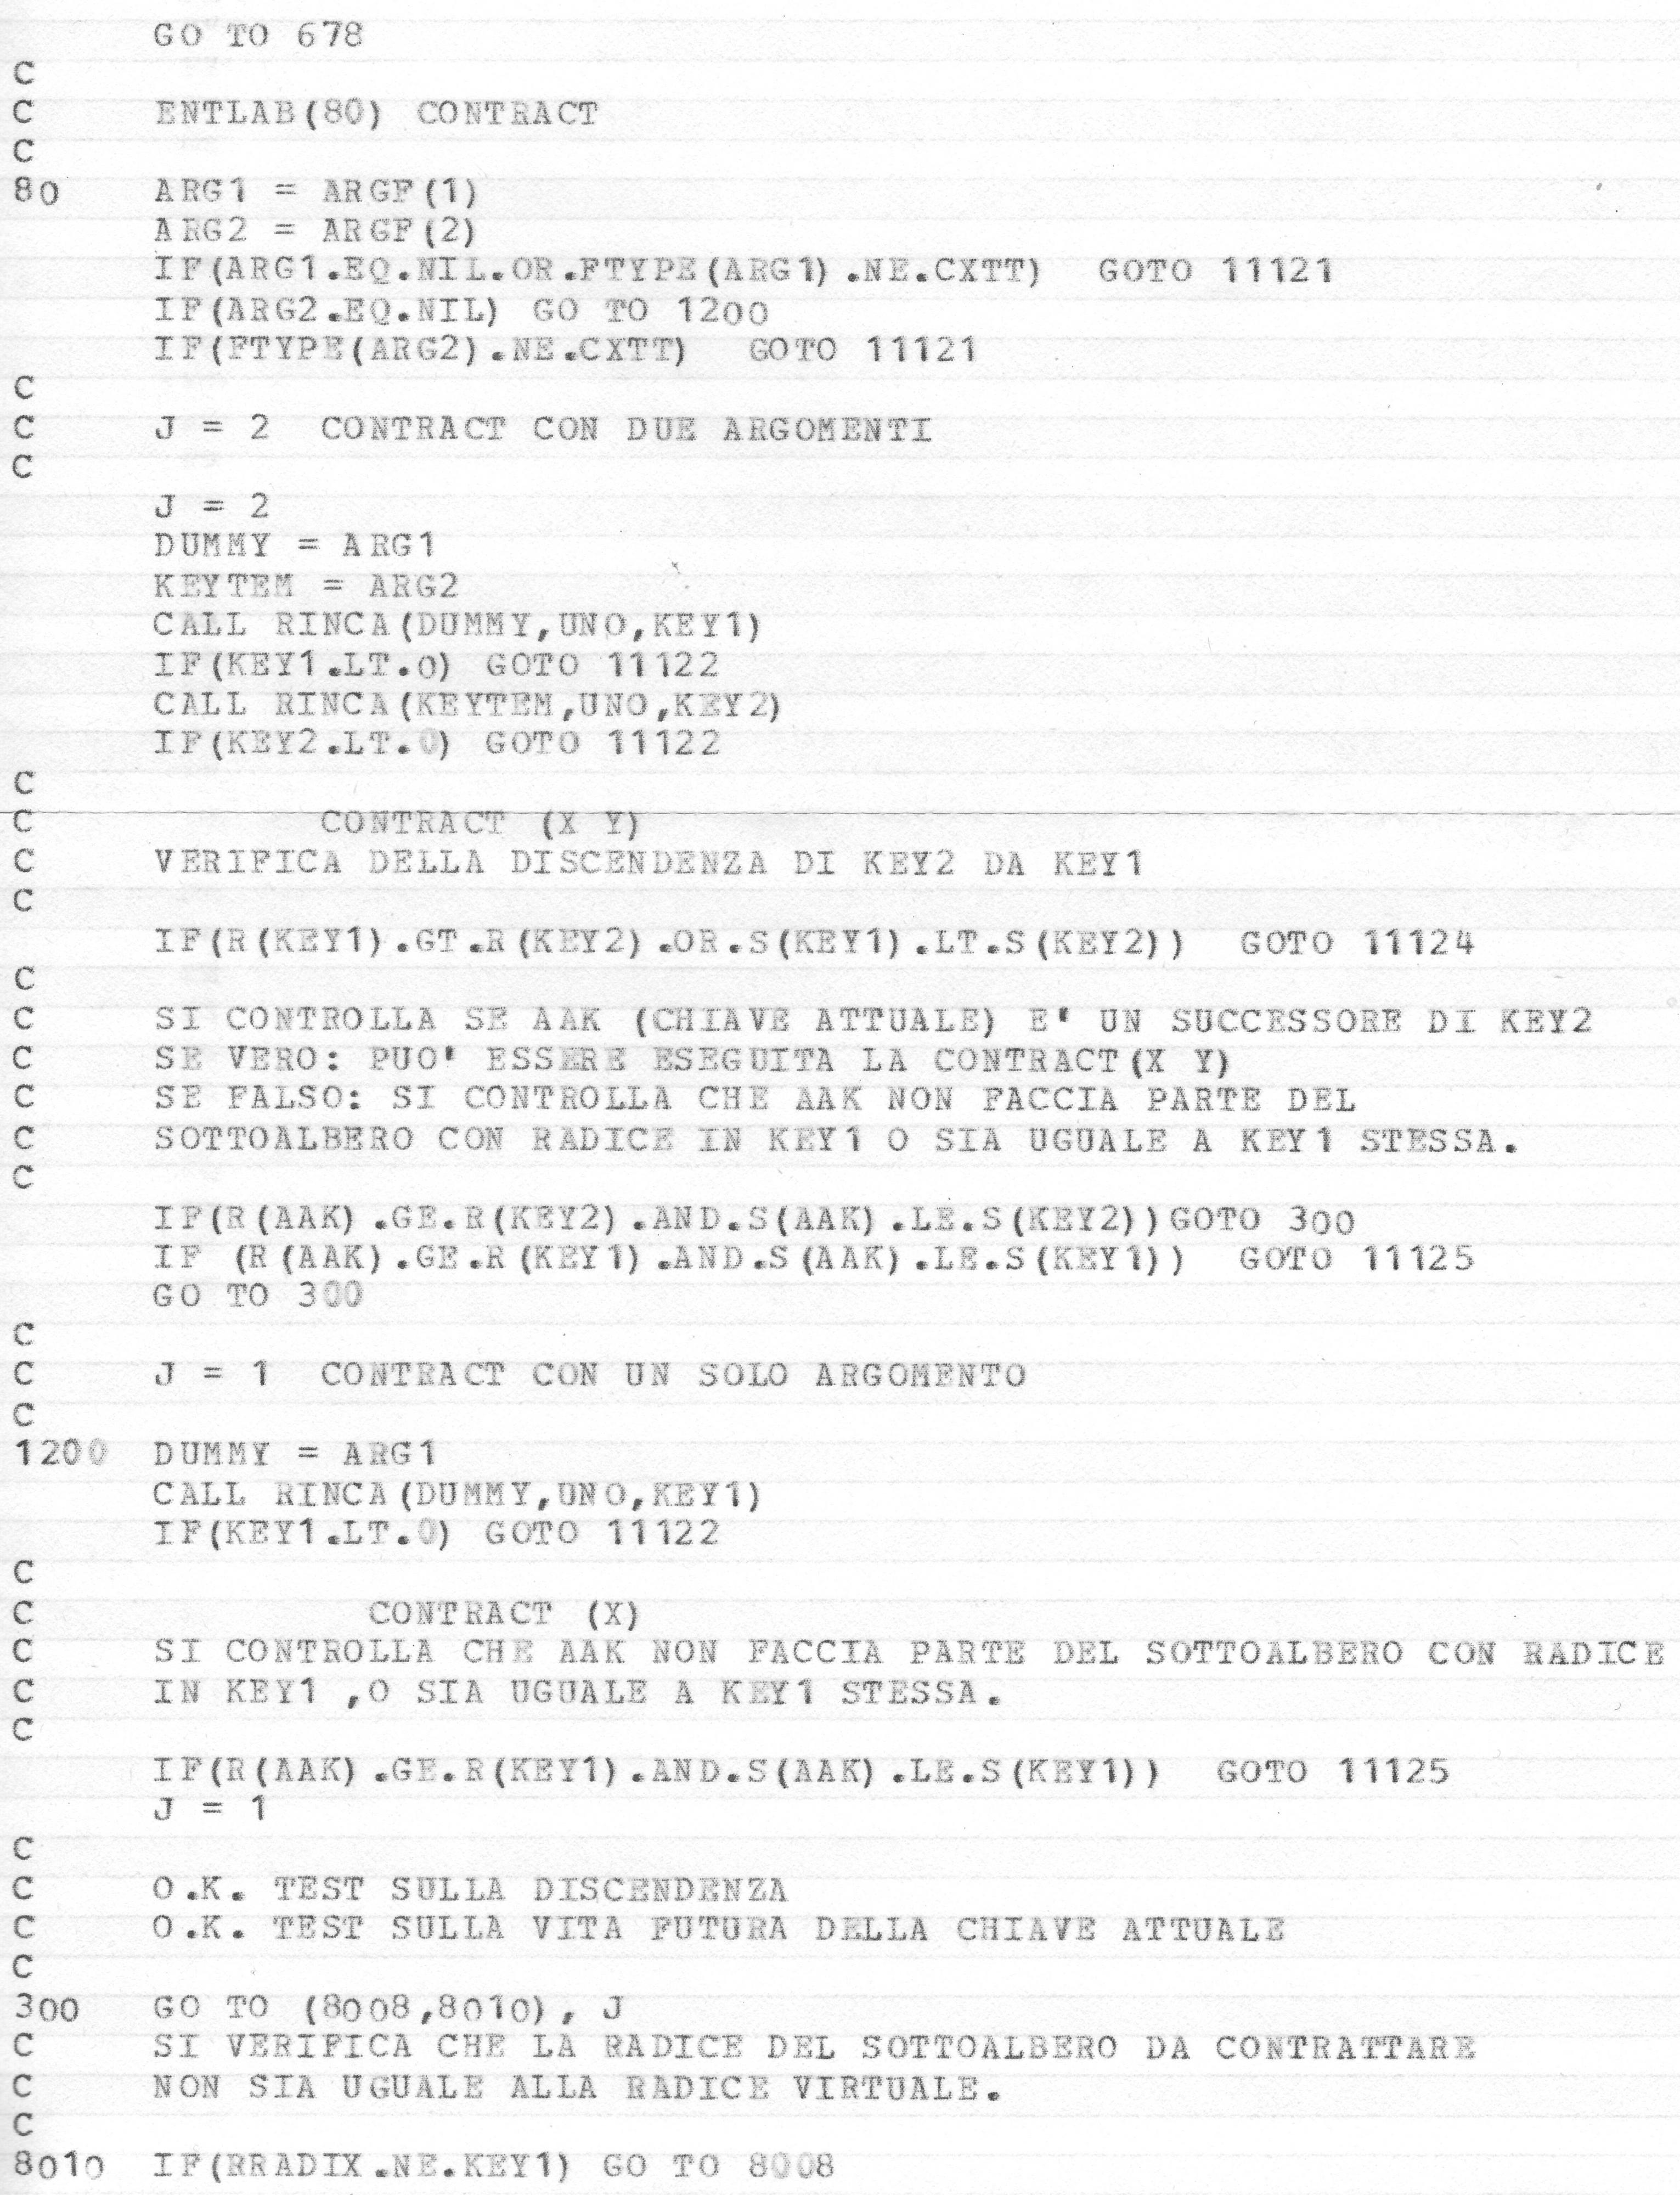 GO TO 678
C
C     ENTLAB(80) CONTRACT
C
80    ARG1 = ARGF(1)
      ARG2 = ARGF(2)
      IF(ARG1.EQ.NIL.OR.FTYPE(ARG1).NE.CXTT)  GOTO 11121
      IF(ARG2.EQ.NIL) GO TO 1200
      IF(FTYPE(ARG2).NE.CXTT)  GOTO 11121
C
C     J = 2  CONTRACT CON DUE ARGOMENTI
C
      J = 2
      DUMMY = ARG1
      KEYTEM = ARG2
      CALL RINCA(DUMMY,UNO,KEY1)
      IF(KEY1.LT.0) GOTO 11122
      CALL RINCA(KEYTEM,UNO,KEY2)
      IF(KEY2.LT.0) GOTO 11122
C
C            CONTRACT (X Y)
C     VERIFICA DELLA DISCENDENZA DI KEY2 DA KEY1
C
      IF(R(KEY1).GT.R(KEY2).OR.S(KEY1).LT.S(KEY2))  GOTO 11124
C
C     SI CONTROLLA SE AAK (CHIAVE ATTUALE) E' UN SUCCESSORE DI KEY2
C     SE VERO: PUO' ESSERE ESEGUITA LA CONTRACT(X Y)
C     SE FALSO: SI CONTROLLA CHE AAK NON FACCIA PARTE DEL
C     SOTTOALBERO CON RADICE IN KEY1 O SIA UGUALE A KEY1 STESSA.
C
      IF(R(AAK).GE.R(KEY2).AND.S(AAK).LE.S(KEY2))GOTO 300
      IF (R(AAK).GE.R(KEY1).AND.S(AAK).LE.S(KEY1))  GOTO 11125
      GO TO 300
C
C     J = 1  CONTRACT CON UN SOLO ARGOMENTO
C
1200  DUMMY = ARG1
      CALL RINCA(DUMMY,UNO,KEY1)
      IF(KEY1.LT.0) GOTO 11122
C
C              CONTRACT (X)
C     SI CONTROLLA CHE AAK NON FACCIA PARTE DEL SOTTOALBERO CON RADICE
C     IN KEY1 ,O SIA UGUALE A KEY1 STESSA.
C
      IF(R(AAK).GE.R(KEY1).AND.S(AAK).LE.S(KEY1))  GOTO 11125
      J = 1
C
C     O.K. TEST SULLA DISCENDENZA
C     O.K. TEST SULLA VITA FUTURA DELLA CHIAVE ATTUALE
C
300   GO TO (8008,8010), J
C     SI VERIFICA CHE LA RADICE DEL SOTTOALBERO DA CONTRATTARE
C     NON SIA UGUALE ALLA RADICE VIRTUALE.
C
8010  IF(RRADIX.NE.KEY1) GO TO 8008